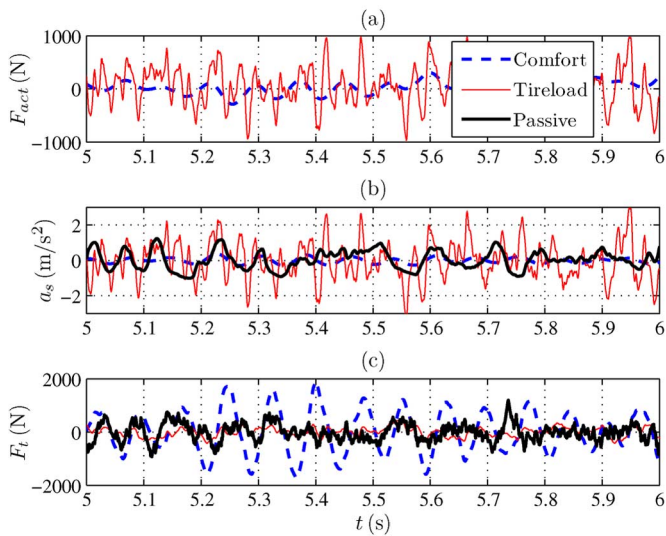 (a)
F_act (N)
1000
0
−1000
Comfort
Tireload
Passive
5 5.1 5.2 5.3 5.4 5.5 5.6 5.7 5.8 5.9 6
(b)
a_s (m/s²)
2
0
−2
5 5.1 5.2 5.3 5.4 5.5 5.6 5.7 5.8 5.9 6
(c)
F_t (N)
2000
0
−2000
5 5.1 5.2 5.3 5.4 5.5 5.6 5.7 5.8 5.9 6
t (s)